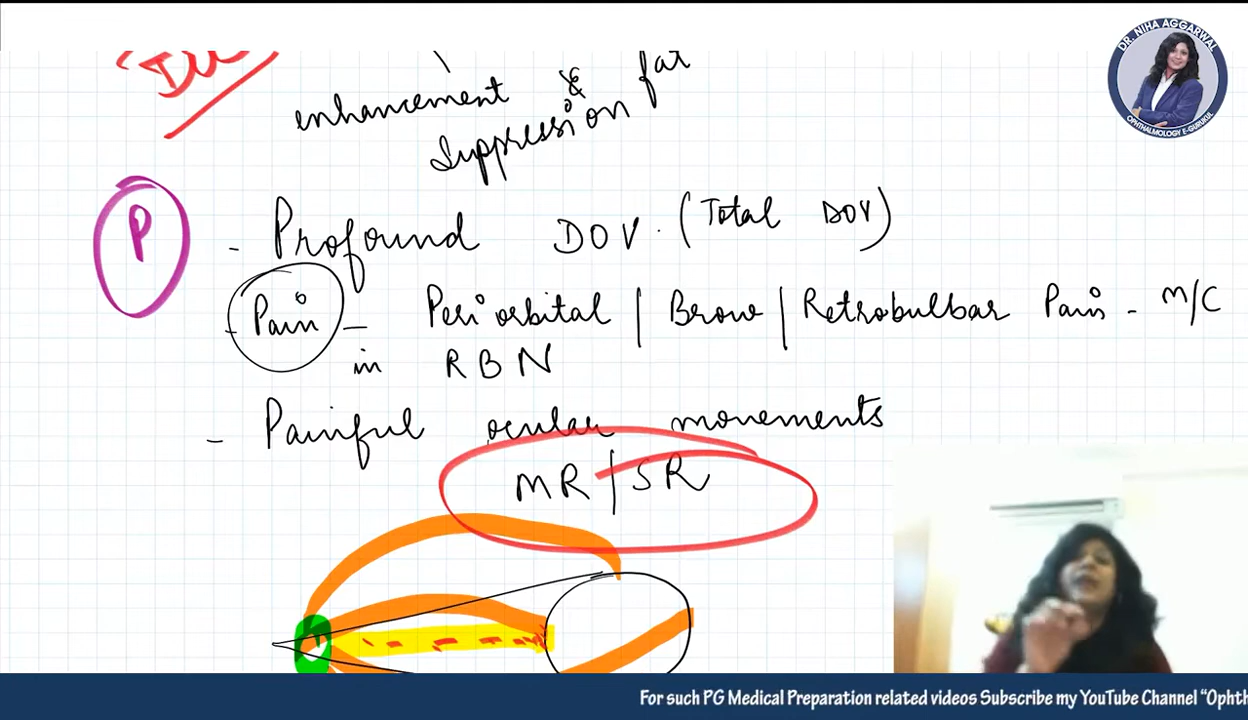 enhancement & for
suppression
P
- Profound DOV. (Total DOV)
- Pain - Peri orbital / Brow / Retrobulbar Pain - M/C
in RBN
- Painful ocular movements
MR / SR
DR. NIHA AGGARWAL
OPHTHALMOLOGY E-GURUKUL
For such PG Medical Preparation related videos Subscribe my YouTube Channel "Ophth